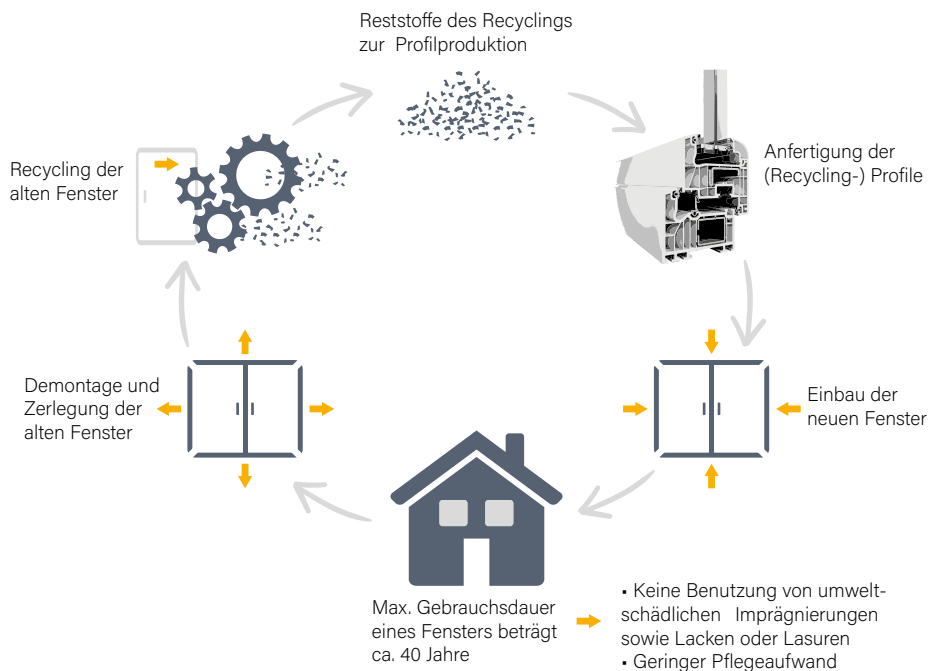 Reststoffe des Recyclings
zur Profilproduktion
Anfertigung der
(Recycling-) Profile
Einbau der
neuen Fenster
Max. Gebrauchsdauer
eines Fensters beträgt
ca. 40 Jahre
• Keine Benutzung von umwelt-
schädlichen Imprägnierungen
sowie Lacken oder Lasuren
• Geringer Pflegeaufwand
Demontage und
Zerlegung der
alten Fenster
Recycling der
alten Fenster